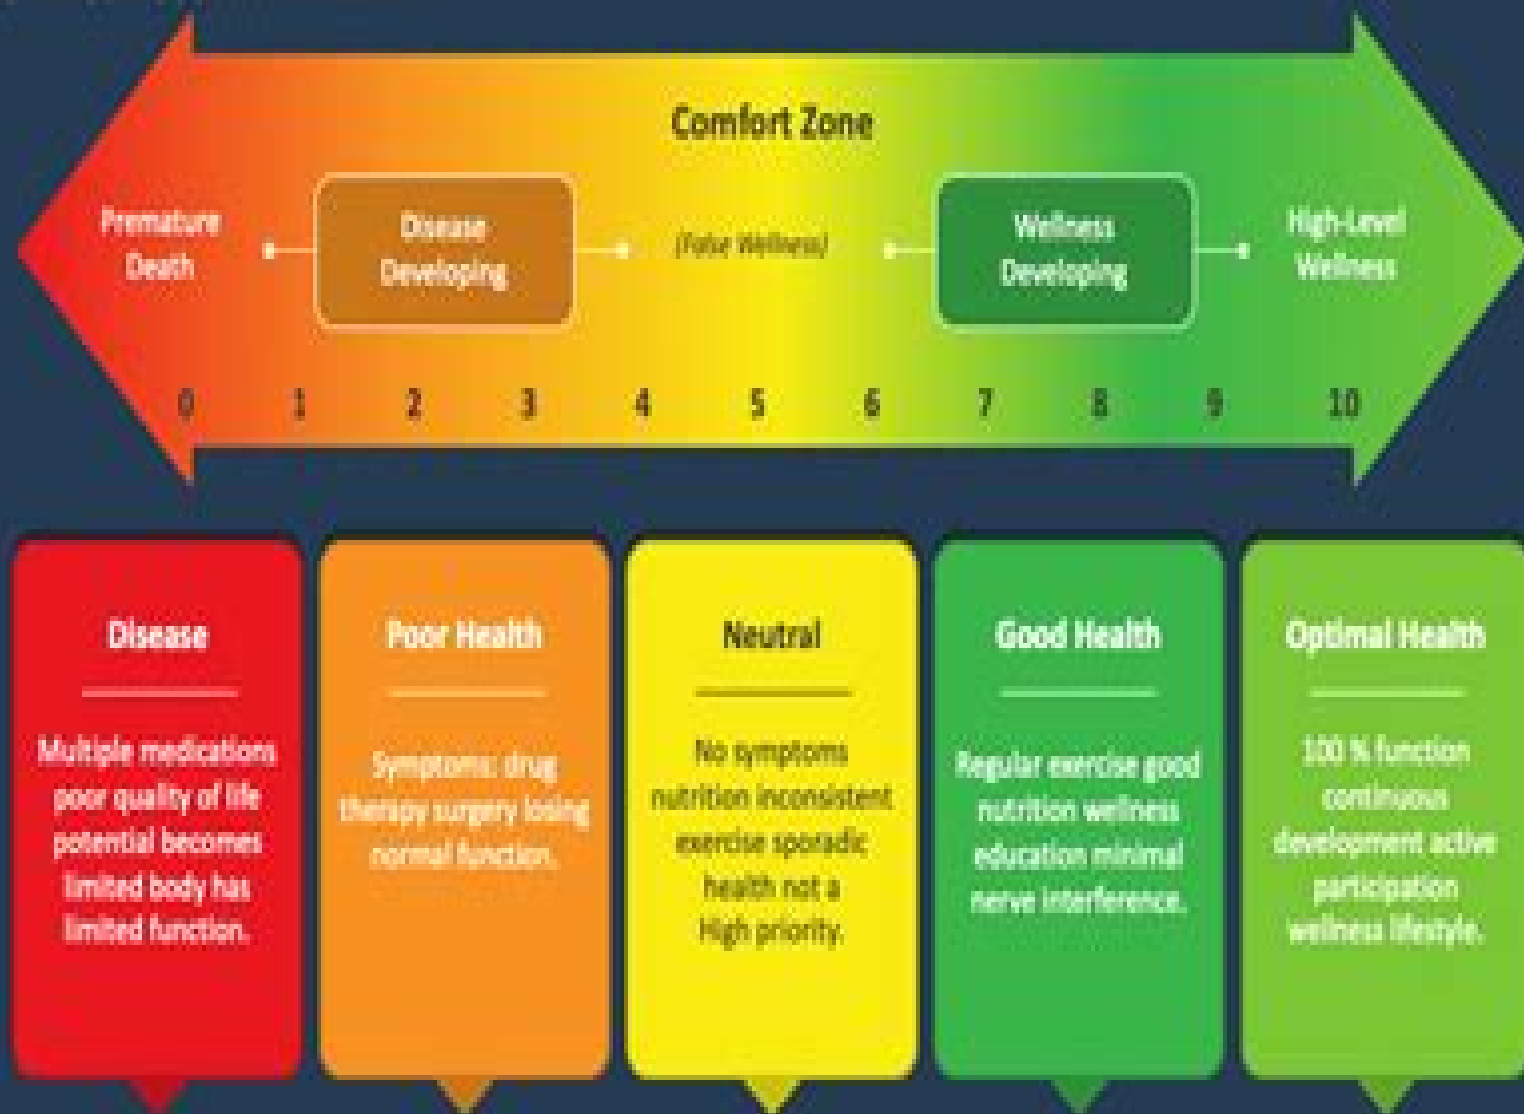 Comfort Zone
Premature
Death
Disease
Developing
(False Wellness)
Wellness
Developing
High-Level
Wellness
0 1 2 3 4 5 6 7 8 9 10
Disease
Multiple medications
poor quality of life
potential becomes
limited body has
limited function.
Poor Health
Symptoms: drug
therapy surgery losing
normal function.
Neutral
No symptoms
nutrition inconsistent
exercise sporadic
health not a
High priority.
Good Health
Regular exercise good
nutrition wellness
education minimal
nerve interference.
Optimal Health
100 % function
continuous
development active
participation
wellness lifestyle.